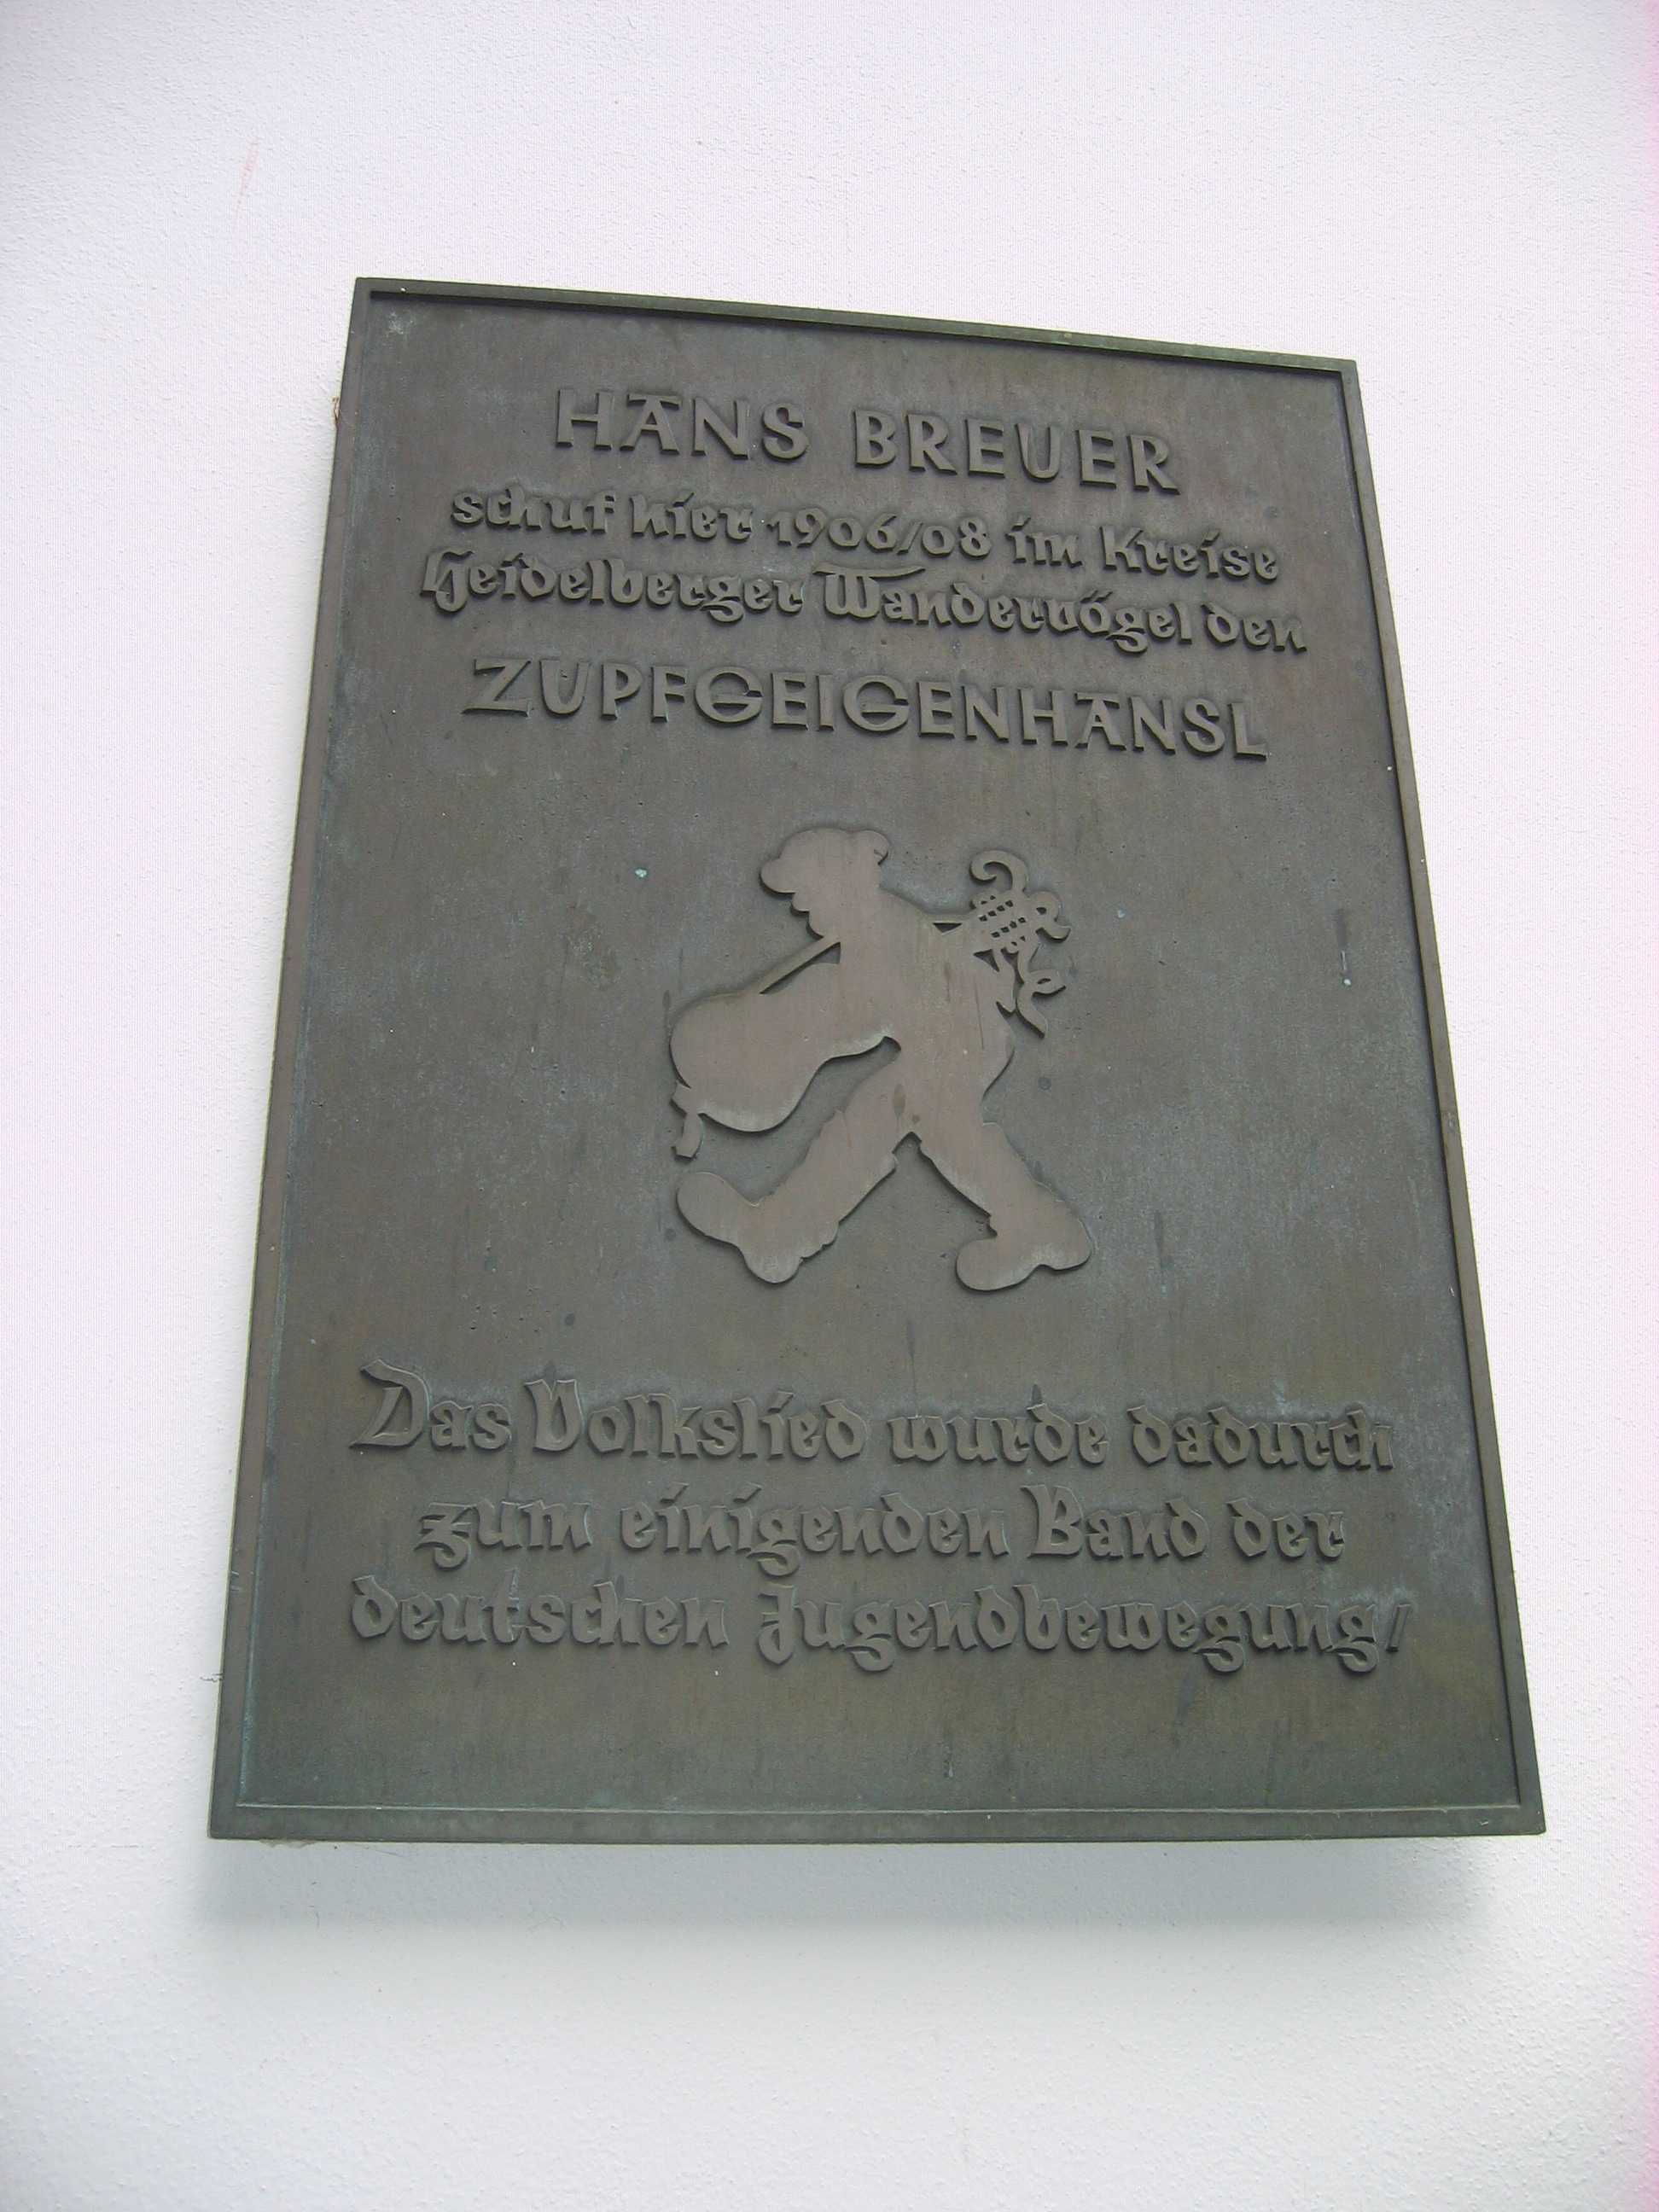 HANS BREUER
schuf hier 1906/08 im Kreise
Heidelberger Wandervögel den
ZUPFGEIGENHANSL
Das Volkslied wurde dadurch
zum einigenden Band der
deutschen Jugendbewegung!